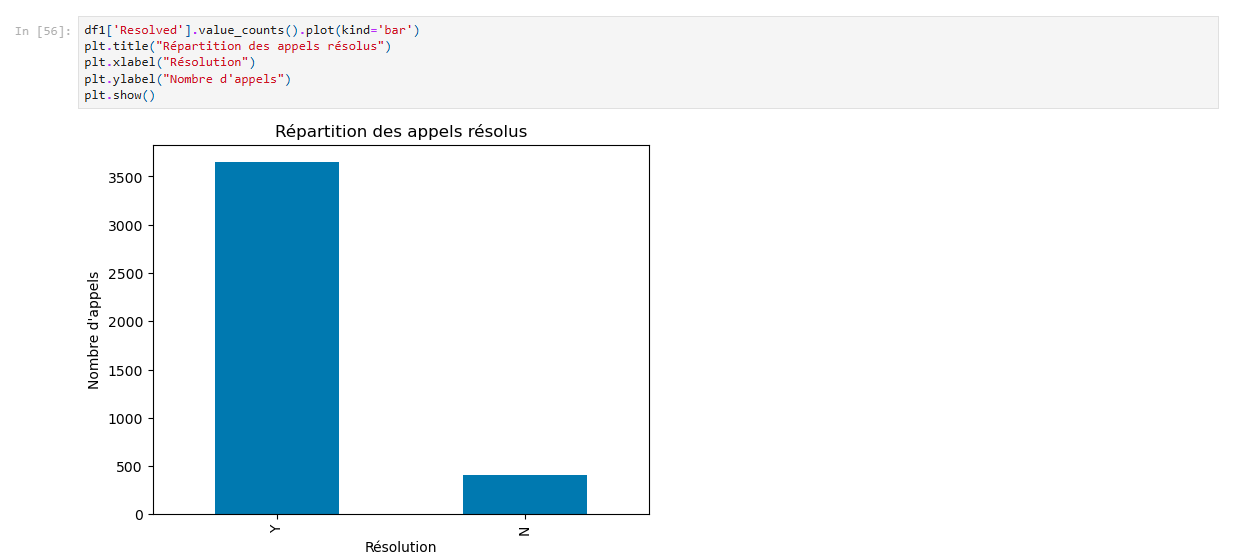 In [56]:
df1['Resolved'].value_counts().plot(kind='bar')
plt.title("Répartition des appels résolus")
plt.xlabel("Résolution")
plt.ylabel("Nombre d'appels")
plt.show()
Répartition des appels résolus
3500
3000
2500
2000
1500
1000
500
0
Nombre d'appels
Y
N
Résolution